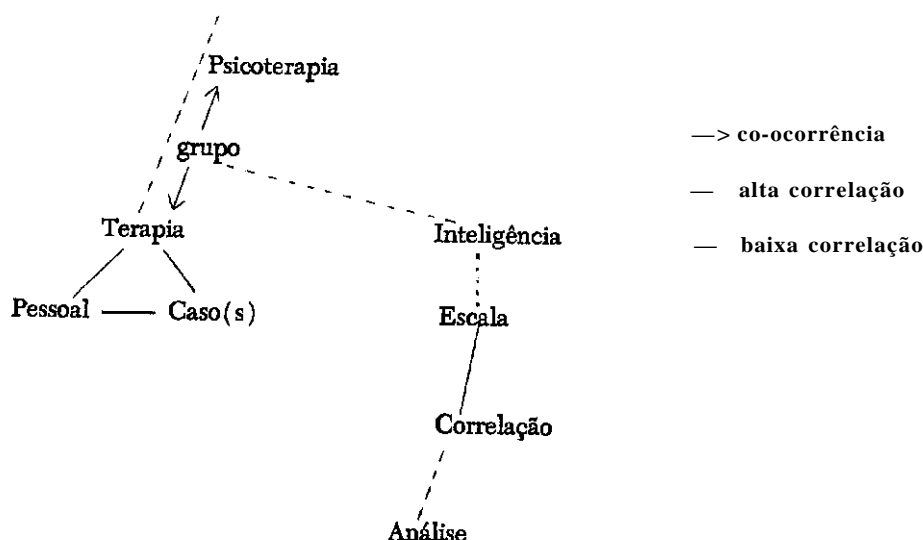 Psicoterapia
grupo
Terapia
Pessoal
Caso(s)
Inteligência
Escala
Correlação
Análise
—> co-ocorrência
— alta correlação
— baixa correlação